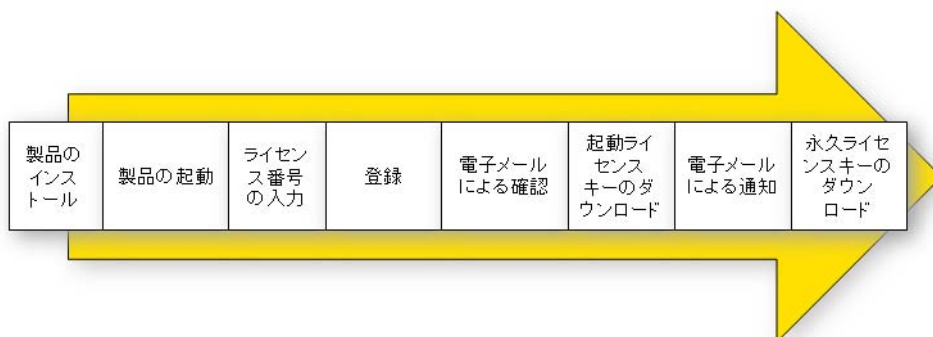 製品の
インス
トール
製品の起動
ライセン
ス番号
の入力
登録
電子メール
による確認
起動ライ
センス
キーのダ
ウンロード
電子メール
による通知
永久ライセ
ンスキーの
ダウン
ロード